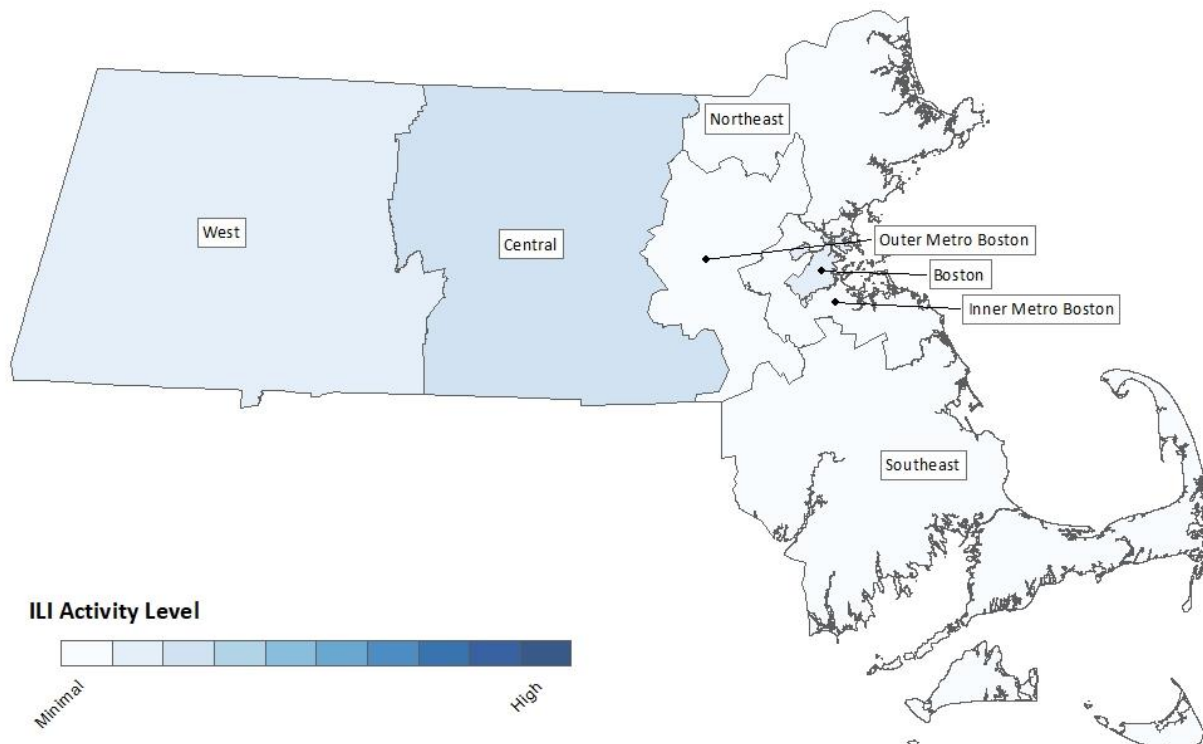 Northeast
West
Central
Outer Metro Boston
Boston
Inner Metro Boston
Southeast
ILI Activity Level
Minimal
High